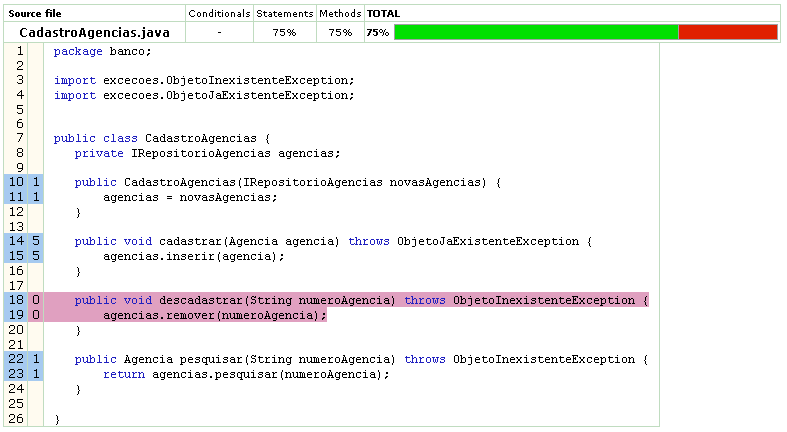 Source file Conditionals Statements Methods TOTAL
CadastroAgencias.java - 75% 75% 75%
1 package banco;
2
3 import excecoes.ObjetoInexistenteException;
4 import excecoes.ObjetoJaExistenteException;
5
6
7 public class CadastroAgencias {
8 private IRepositorioAgencias agencias;
9
10 1 public CadastroAgencias(IRepositorioAgencias novasAgencias) {
11 1 agencias = novasAgencias;
12 }
13
14 5 public void cadastrar(Agencia agencia) throws ObjetoJaExistenteException {
15 5 agencias.inserir(agencia);
16 }
17
18 0 public void descadastrar(String numeroAgencia) throws ObjetoInexistenteException {
19 0 agencias.remover(numeroAgencia);
20 }
21
22 1 public Agencia pesquisar(String numeroAgencia) throws ObjetoInexistenteException {
23 1 return agencias.pesquisar(numeroAgencia);
24 }
25
26 }